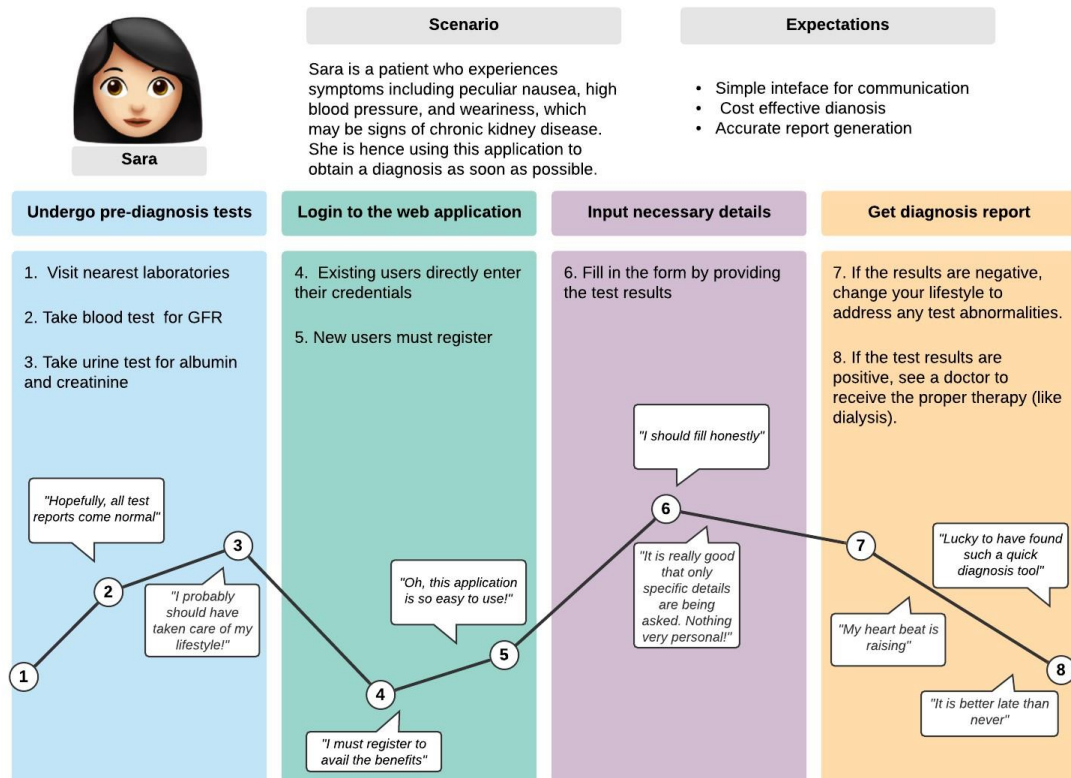 Sara
Scenario
Sara is a patient who experiences
symptoms including peculiar nausea, high
blood pressure, and weariness, which
may be signs of chronic kidney disease.
She is hence using this application to
obtain a diagnosis as soon as possible.
Expectations
• Simple inteface for communication
• Cost effective dianosis
• Accurate report generation
Undergo pre-diagnosis tests
1. Visit nearest laboratories
2. Take blood test for GFR
3. Take urine test for albumin
and creatinine
"Hopefully, all test
reports come normal"
"I probably
should have
taken care of my
lifestyle!"
1
2
3
Login to the web application
4. Existing users directly enter
their credentials
5. New users must register
"Oh, this application
is so easy to use!"
"I must register to
avail the benefits"
4
5
Input necessary details
6. Fill in the form by providing
the test results
"I should fill honestly"
6
"It is really good
that only
specific details
are being
asked. Nothing
very personal!"
Get diagnosis report
7. If the results are negative,
change your lifestyle to
address any test abnormalities.
8. If the test results are
positive, see a doctor to
receive the proper therapy (like
dialysis).
"Lucky to have found
such a quick
diagnosis tool"
7
"My heart beat is
raising"
8
"It is better late than
never"